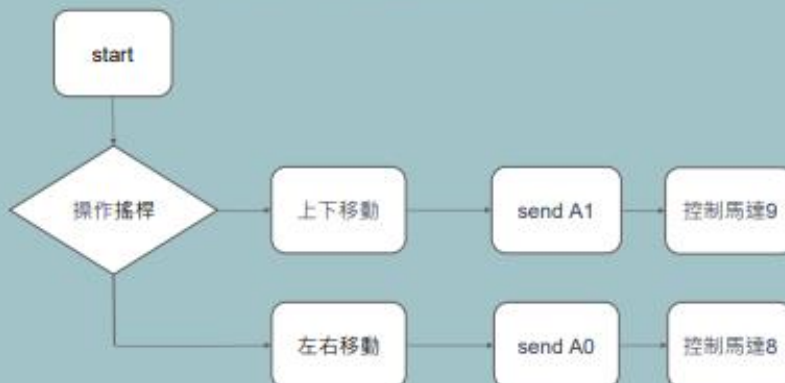 start
操作搖桿
上下移動
send A1
控制馬達9
左右移動
send A0
控制馬達8